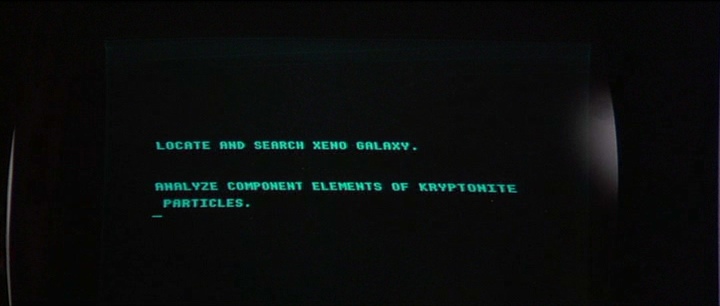 LOCATE AND SEARCH XENO GALAXY.
ANALYZE COMPONENT ELEMENTS OF KRYPTONITE
PARTICLES.